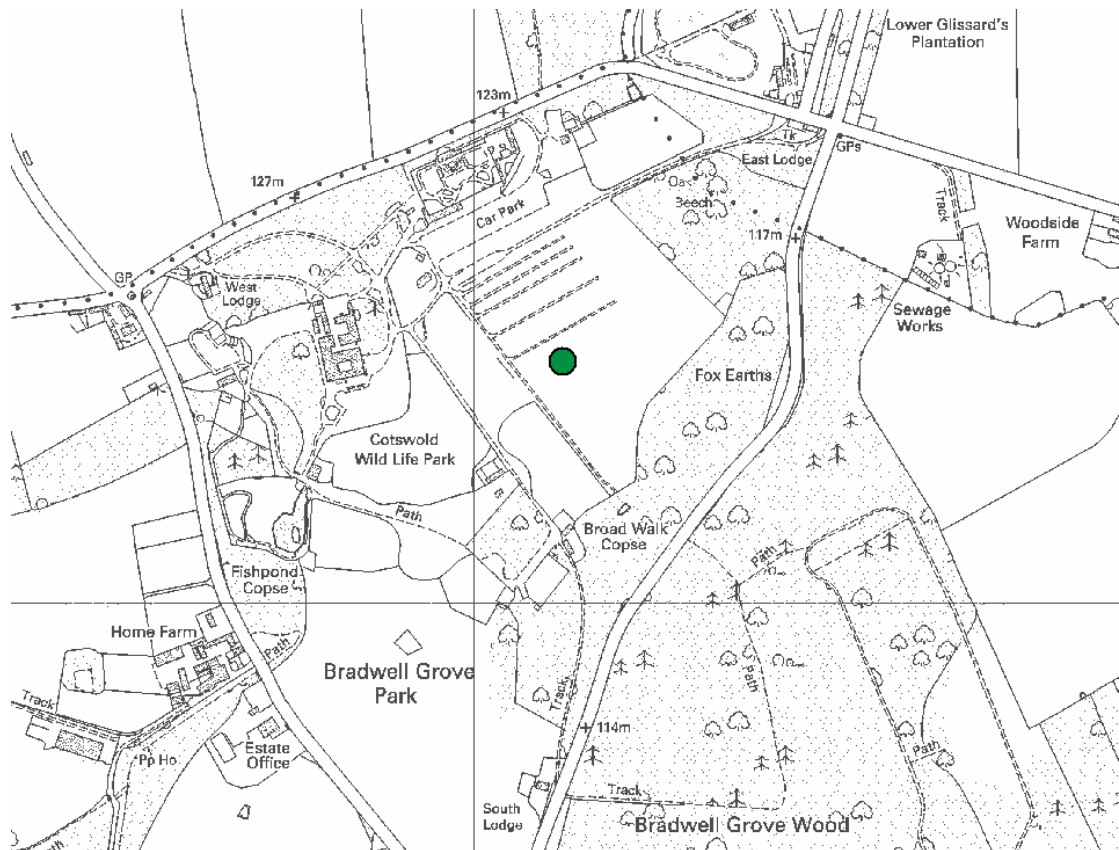 Lower Glissard's
Plantation
123m
127m
Tk
East Lodge
GPs
Oak
Beech
Car Park
Track
Woodside
Farm
117m
GP
West
Lodge
Sewage
Works
Fox Earths
Cotswold
Wild Life Park
Path
Broad Walk
Copse
Path
Fishpond
Copse
Home Farm
Path
Bradwell Grove
Park
Path
Track
Track
114m
Path
Pp Ho
Estate
Office
Track
South
Lodge
Bradwell Grove Wood
Path